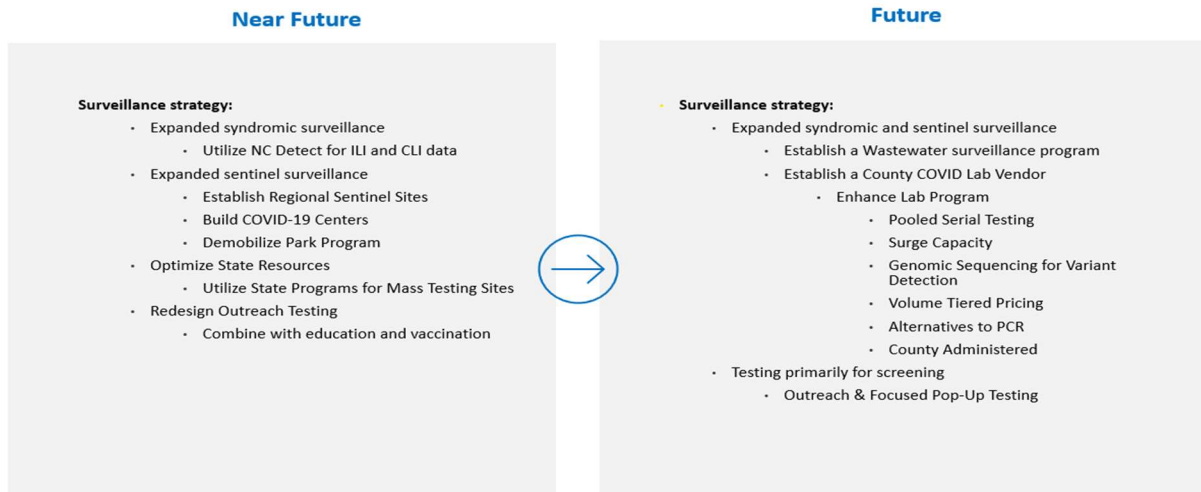 Near Future
Surveillance strategy:
• Expanded syndromic surveillance
• Utilize NC Detect for ILI and CLI data
• Expanded sentinel surveillance
• Establish Regional Sentinel Sites
• Build COVID-19 Centers
• Demobilize Park Program
• Optimize State Resources
• Utilize State Programs for Mass Testing Sites
• Redesign Outreach Testing
• Combine with education and vaccination
Future
• Surveillance strategy:
• Expanded syndromic and sentinel surveillance
• Establish a Wastewater surveillance program
• Establish a County COVID Lab Vendor
• Enhance Lab Program
• Pooled Serial Testing
• Surge Capacity
• Genomic Sequencing for Variant
Detection
• Volume Tiered Pricing
• Alternatives to PCR
• County Administered
• Testing primarily for screening
• Outreach & Focused Pop-Up Testing